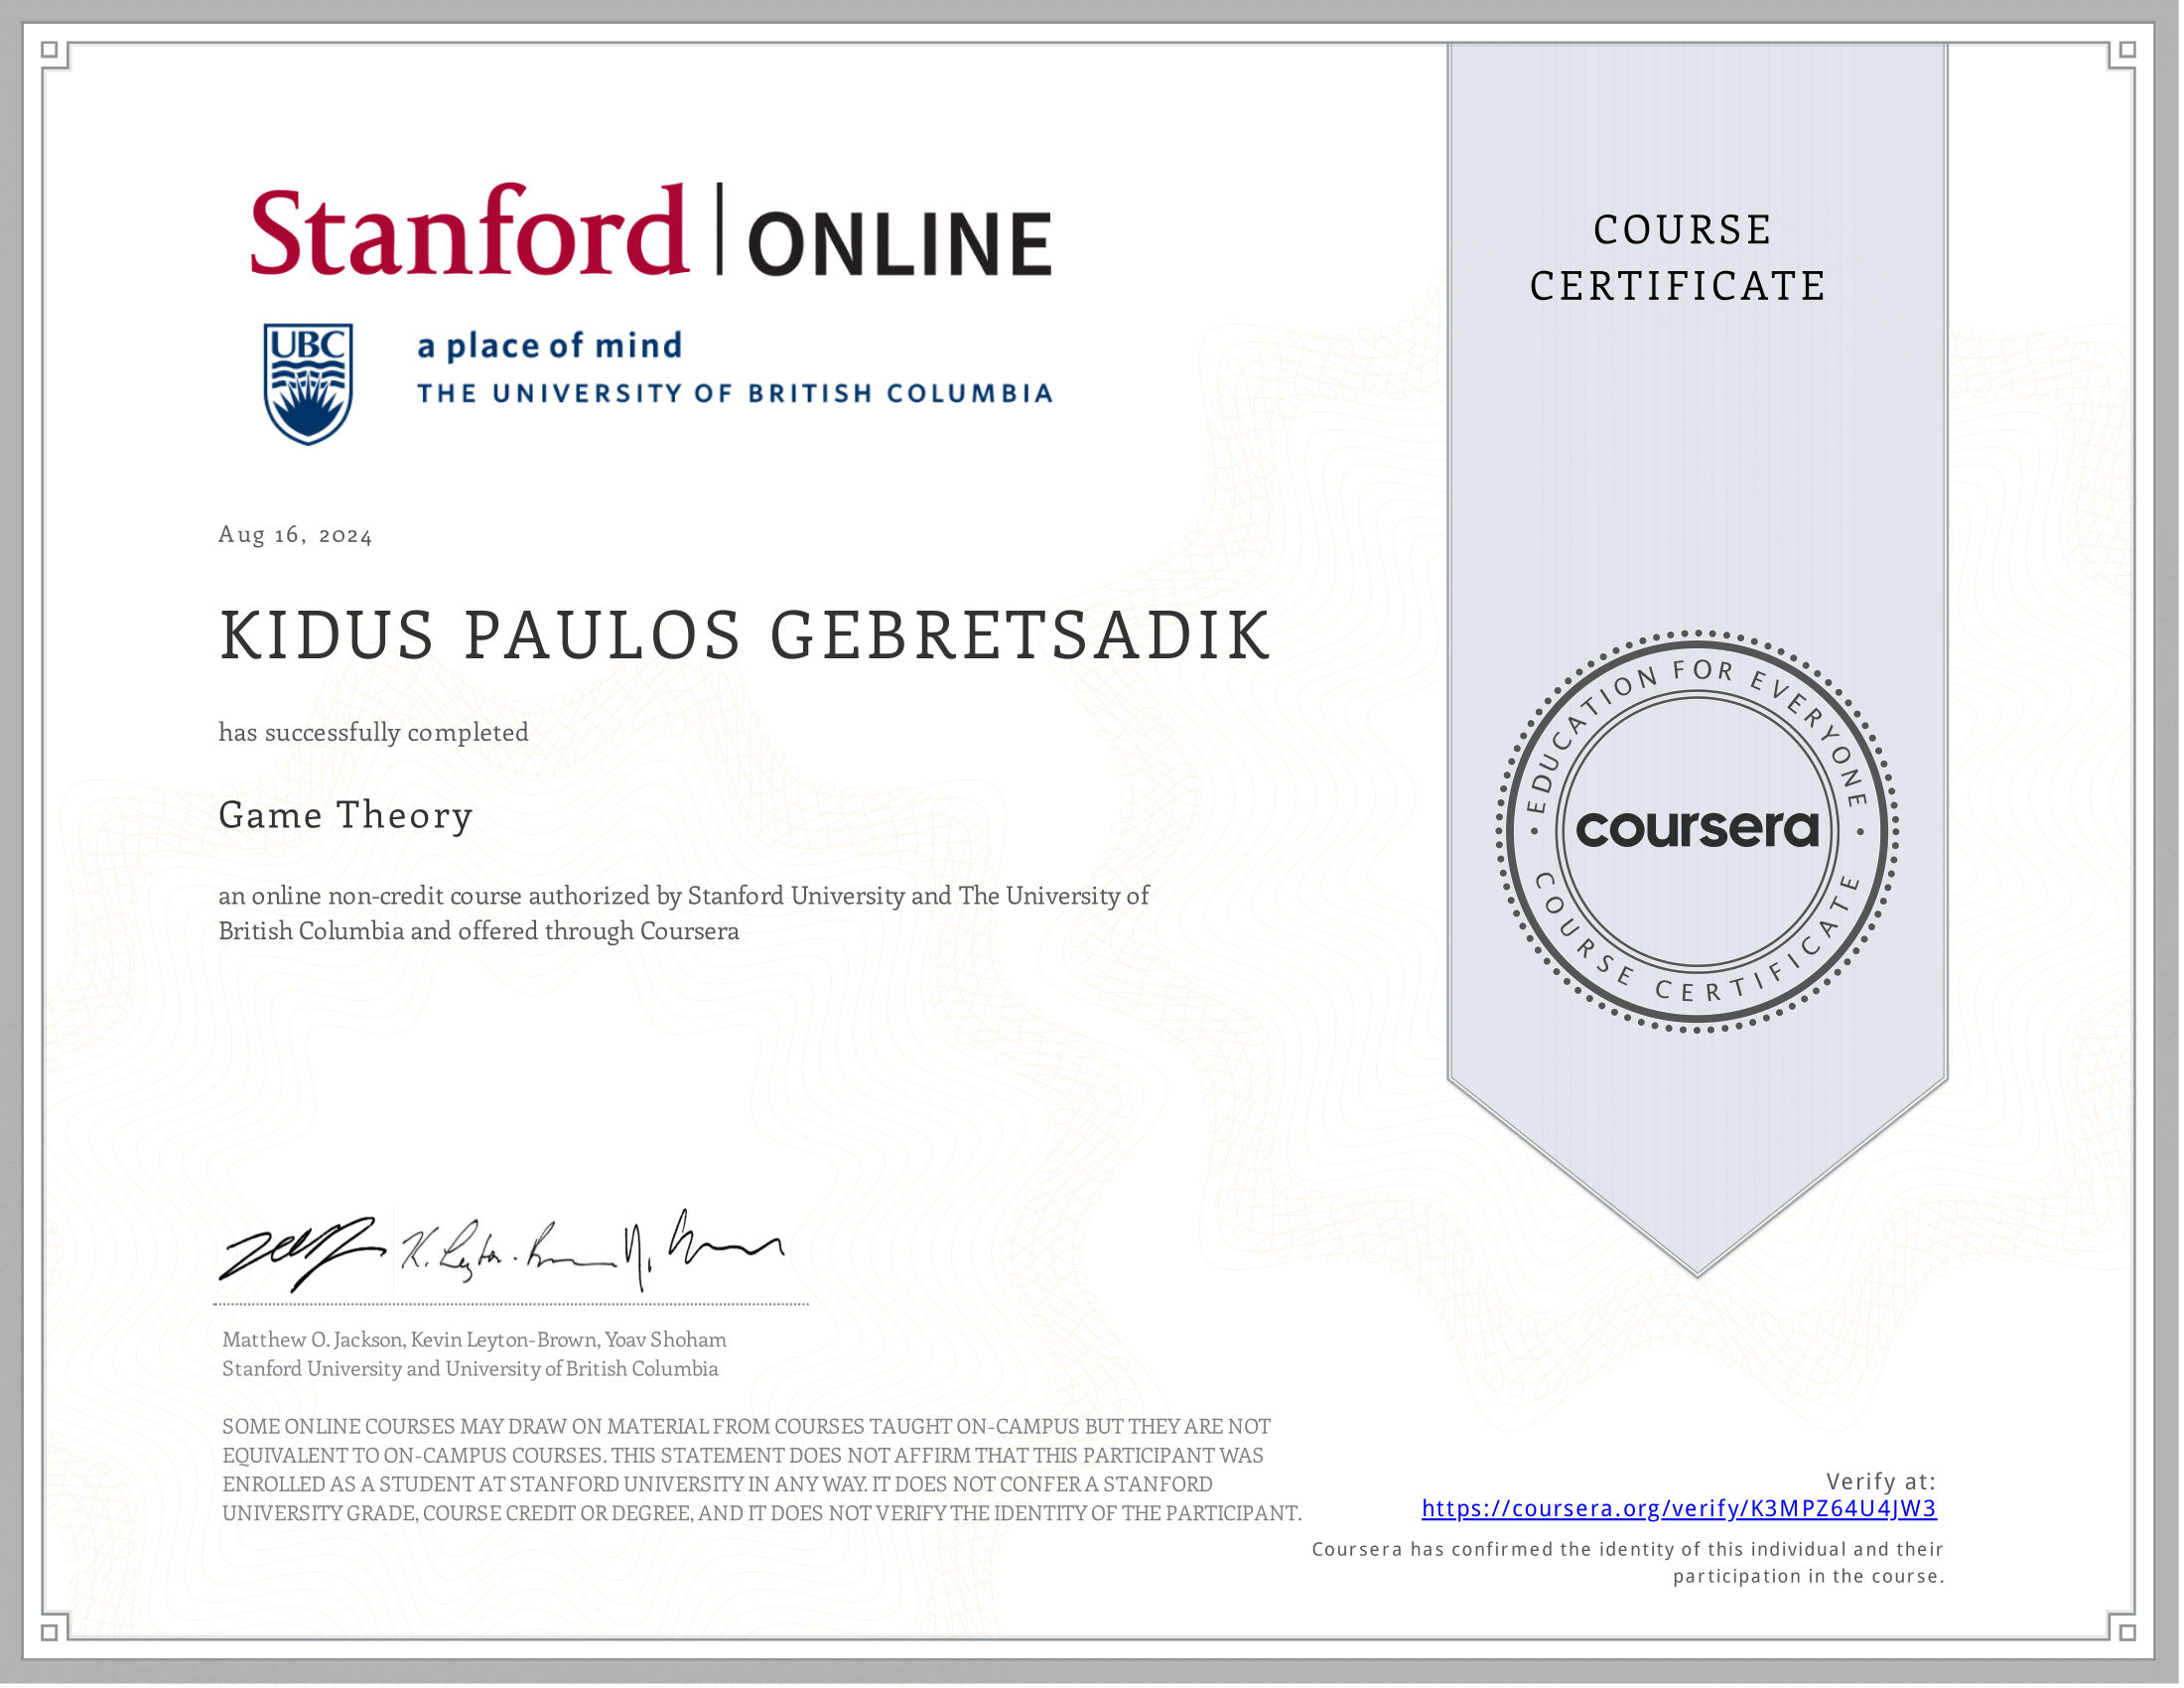 Stanford | ONLINE
UBC
a place of mind
THE UNIVERSITY OF BRITISH COLUMBIA
Aug 16, 2024
KIDUS PAULOS GEBRETSADIK
has successfully completed
Game Theory
an online non-credit course authorized by Stanford University and The University of
British Columbia and offered through Coursera
K. Leyton-Brown
Matthew O. Jackson, Kevin Leyton-Brown, Yoav Shoham
Stanford University and University of British Columbia
SOME ONLINE COURSES MAY DRAW ON MATERIAL FROM COURSES TAUGHT ON-CAMPUS BUT THEY ARE NOT
EQUIVALENT TO ON-CAMPUS COURSES. THIS STATEMENT DOES NOT AFFIRM THAT THIS PARTICIPANT WAS
ENROLLED AS A STUDENT AT STANFORD UNIVERSITY IN ANY WAY. IT DOES NOT CONFER A STANFORD
UNIVERSITY GRADE, COURSE CREDIT OR DEGREE, AND IT DOES NOT VERIFY THE IDENTITY OF THE PARTICIPANT.
COURSE
CERTIFICATE
EDUCATION FOR EVERYONE
coursera
COURSE CERTIFICATE
Verify at:
https://coursera.org/verify/K3MPZ64U4JW3
Coursera has confirmed the identity of this individual and their
participation in the course.